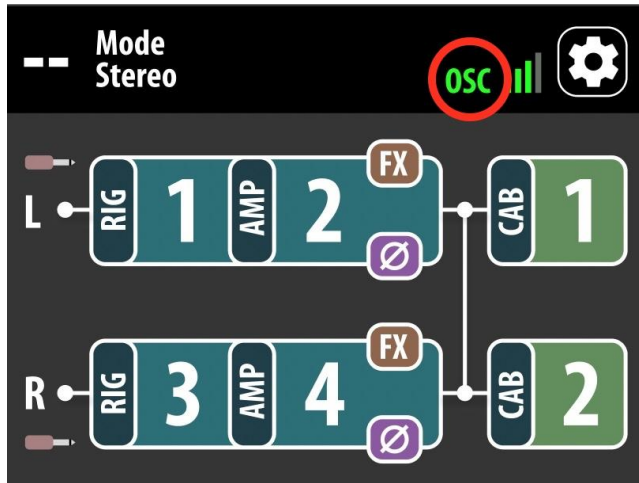 -- Mode
Stereo
OSC
FX
L RIG 1 AMP 2 CAB 1
Ø
FX
R RIG 3 AMP 4 CAB 2
Ø